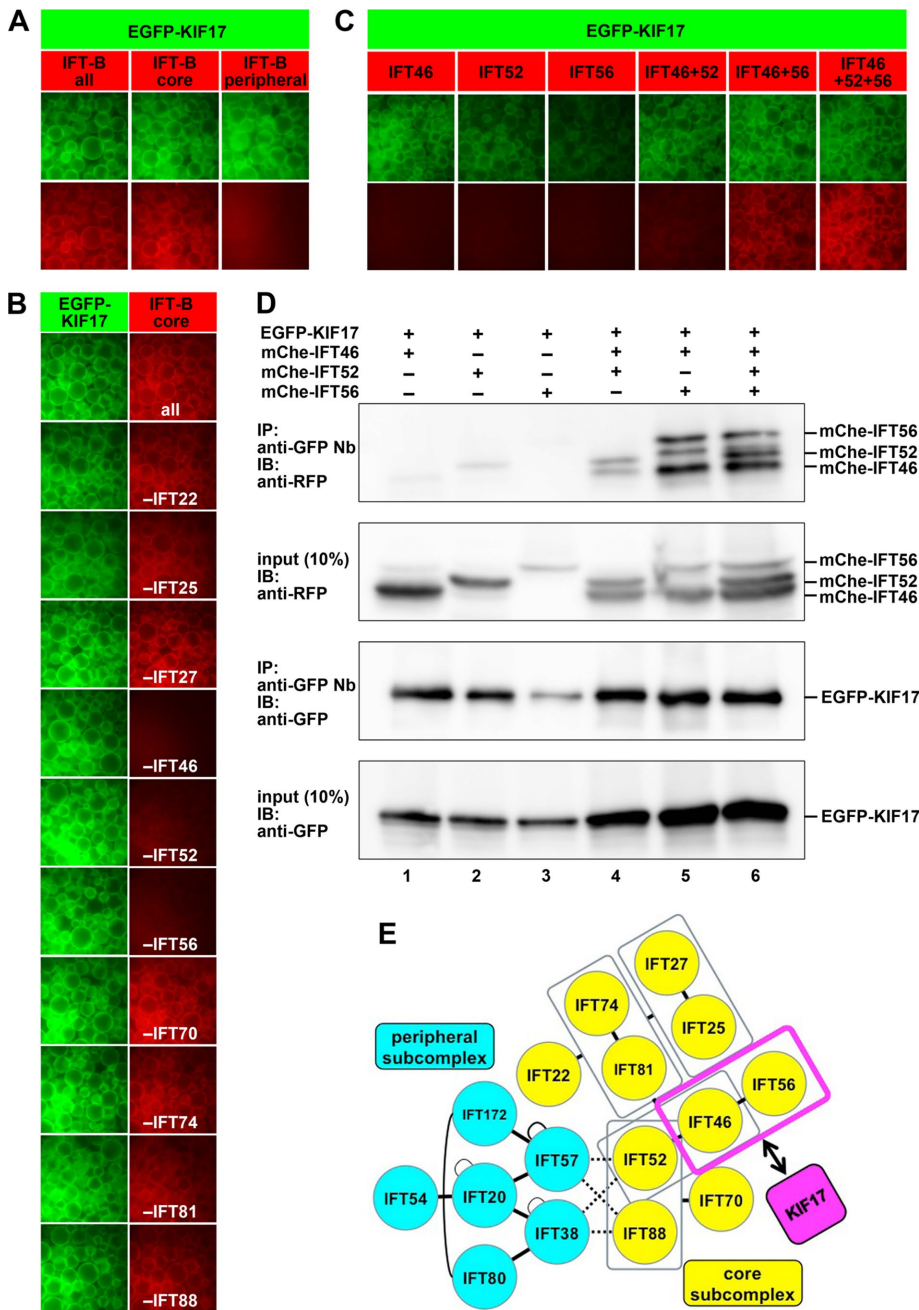 A
EGFP-KIF17
IFT-B all
IFT-B core
IFT-B peripheral
C
EGFP-KIF17
IFT46
IFT52
IFT56
IFT46+52
IFT46+56
IFT46 +52+56
B
EGFP-KIF17
IFT-B core
all
–IFT22
–IFT25
–IFT27
–IFT46
–IFT52
–IFT56
–IFT70
–IFT74
–IFT81
–IFT88
D
EGFP-KIF17 + + + + + +
mChe-IFT46 + – – + + +
mChe-IFT52 – + – + – +
mChe-IFT56 – – + – + +
IP:
anti-GFP Nb
IB:
anti-RFP
mChe-IFT56
mChe-IFT52
mChe-IFT46
input (10%)
IB:
anti-RFP
mChe-IFT56
mChe-IFT52
mChe-IFT46
IP:
anti-GFP Nb
IB:
anti-GFP
EGFP-KIF17
input (10%)
IB:
anti-GFP
EGFP-KIF17
1 2 3 4 5 6
E
peripheral
subcomplex
IFT27
IFT74
IFT25
IFT22
IFT81
IFT56
IFT46
IFT172
IFT57
IFT52
IFT54
IFT20
IFT70
KIF17
IFT38
IFT88
IFT80
core
subcomplex